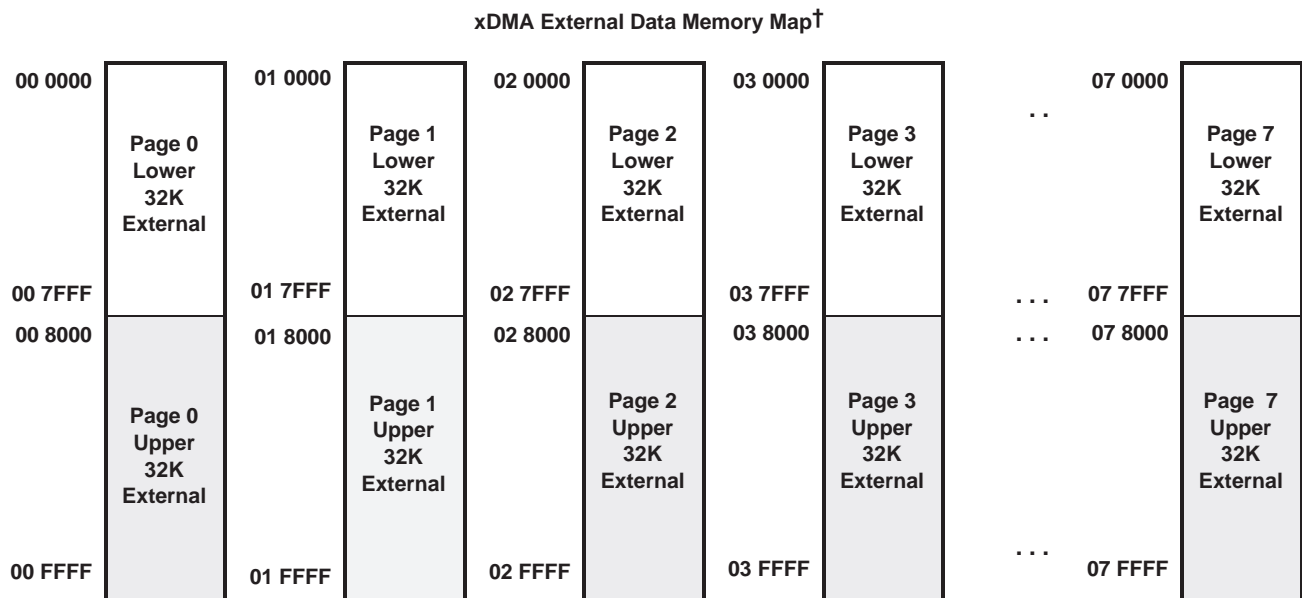 xDMA External Data Memory Map†
00 0000
01 0000
02 0000
03 0000
07 0000
. .
Page 0
Lower
32K
External
Page 1
Lower
32K
External
Page 2
Lower
32K
External
Page 3
Lower
32K
External
Page 7
Lower
32K
External
00 7FFF
01 7FFF
02 7FFF
03 7FFF
. . .
07 7FFF
00 8000
01 8000
02 8000
03 8000
. . .
07 8000
Page 0
Upper
32K
External
Page 1
Upper
32K
External
Page 2
Upper
32K
External
Page 3
Upper
32K
External
Page 7
Upper
32K
External
00 FFFF
01 FFFF
02 FFFF
03 FFFF
. . .
07 FFFF